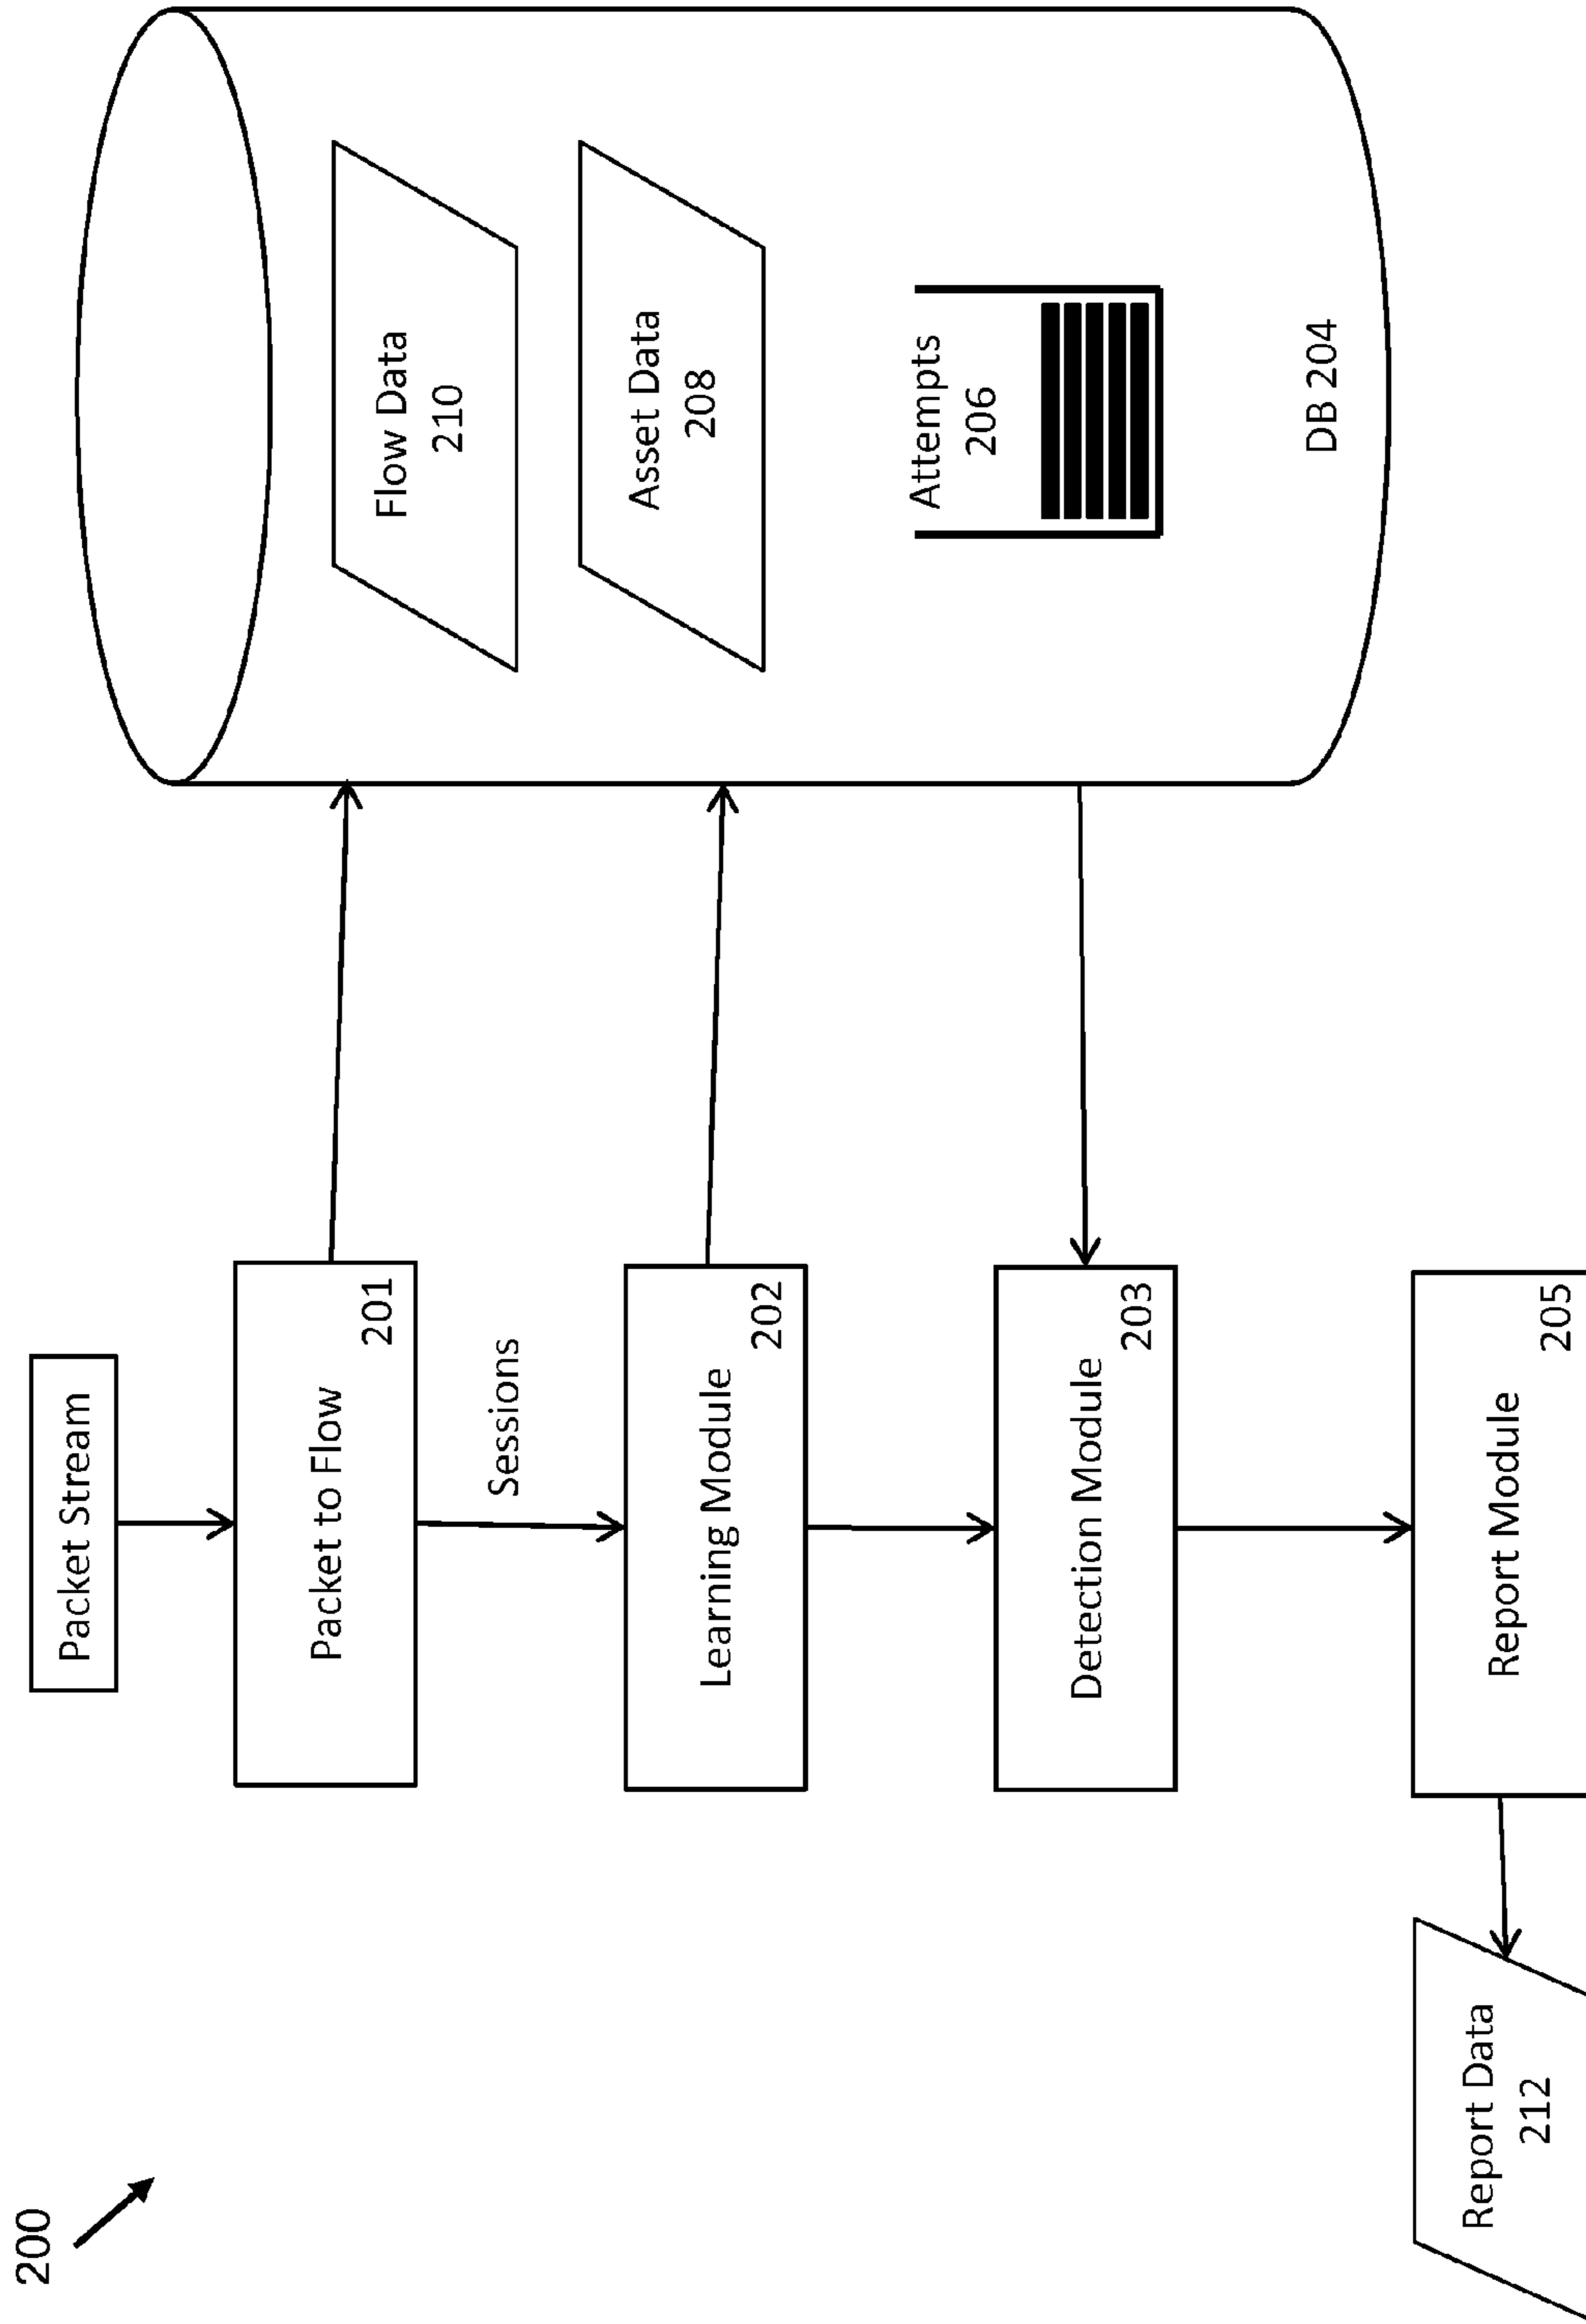 200
Packet Stream
Packet to Flow
201
Sessions
Learning Module
202
Detection Module
203
Report Module
205
Report Data
212
Flow Data
210
Asset Data
208
Attempts
206
DB 204